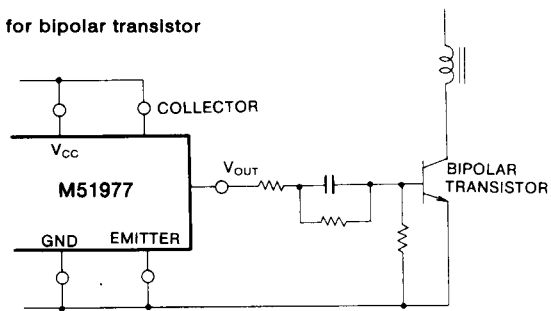 for bipolar transistor
COLLECTOR
VCC
VOUT
M51977
BIPOLAR
TRANSISTOR
GND
EMITTER